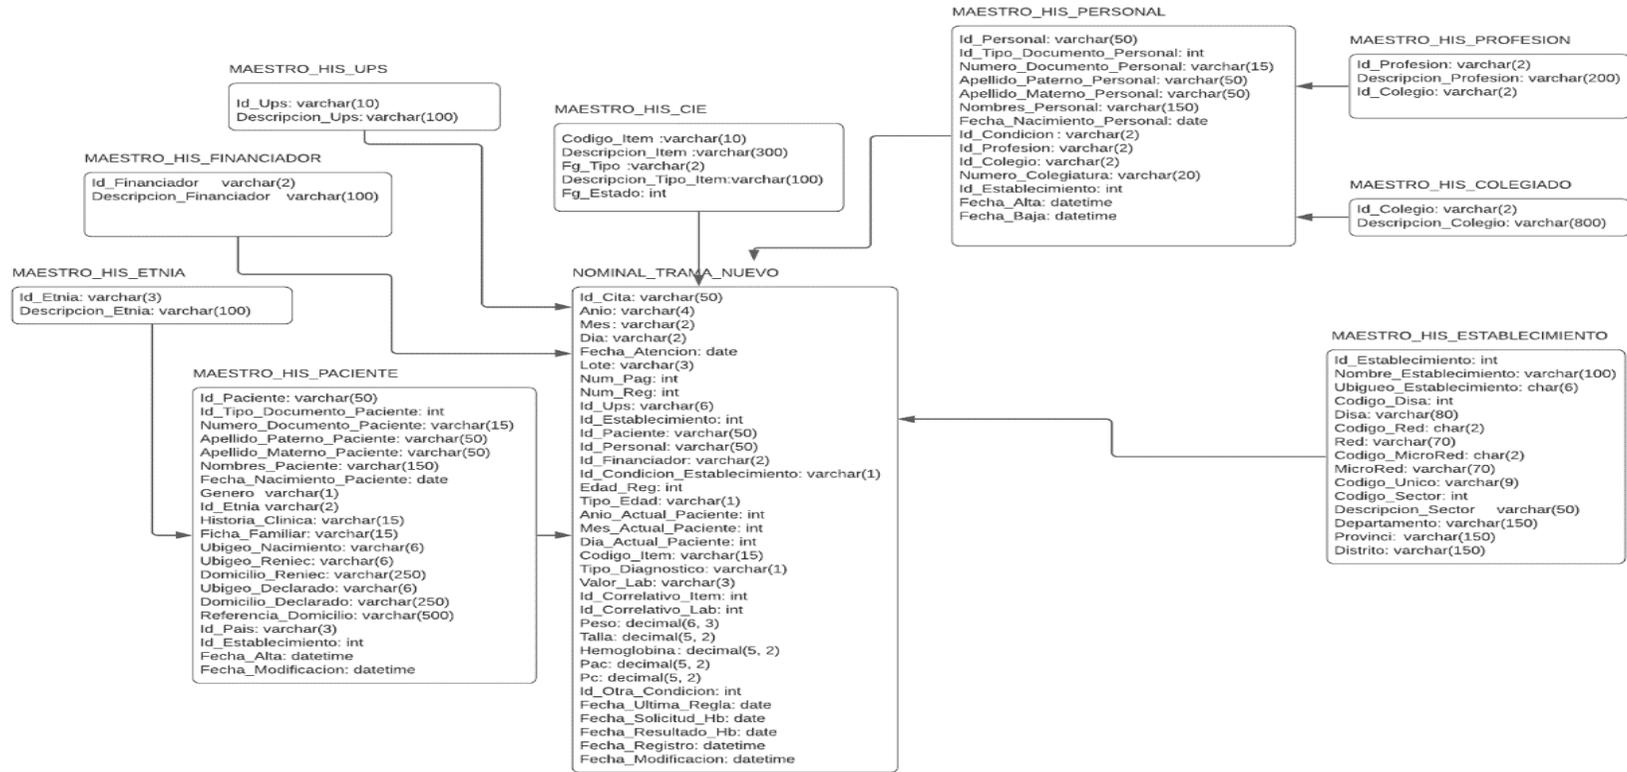 MAESTRO_HIS_PERSONAL
Id_Personal: varchar(50)
Id_Tipo_Documento_Personal: int
Numero_Documento_Personal: varchar(15)
Apellido_Paterno_Personal: varchar(50)
Apellido_Materno_Personal: varchar(50)
Nombres_Personal: varchar(150)
Fecha_Nacimiento_Personal: date
Id_Condicion: varchar(2)
Id_Profesion: varchar(2)
Id_Colegio: varchar(2)
Numero_Colegiatura: varchar(20)
Id_Establecimiento: int
Fecha_Alta: datetime
Fecha_Baja: datetime
MAESTRO_HIS_PROFESION
Id_Profesion: varchar(2)
Descripcion_Profesion: varchar(200)
Id_Colegio: varchar(2)
MAESTRO_HIS_UPS
Id_Ups: varchar(10)
Descripcion_Ups: varchar(100)
MAESTRO_HIS_CIE
Codigo_Item :varchar(10)
Descripcion_Item :varchar(300)
Fg_Tipo :varchar(2)
Descripcion_Tipo_Item:varchar(100)
Fg_Estado: int
MAESTRO_HIS_FINANCIADOR
Id_Financiador varchar(2)
Descripcion_Financiador varchar(100)
MAESTRO_HIS_COLEGIADO
Id_Colegio: varchar(2)
Descripcion_Colegio: varchar(800)
MAESTRO_HIS_ETNIA
Id_Etnia: varchar(3)
Descripcion_Etnia: varchar(100)
NOMINAL_TRAMA_NUEVO
Id_Cita: varchar(50)
Anio: varchar(4)
Mes: varchar(2)
Dia: varchar(2)
Fecha_Atencion: date
Lote: varchar(3)
Num_Pag: int
Num_Reg: int
Id_Ups: varchar(6)
Id_Establecimiento: int
Id_Paciente: varchar(50)
Id_Personal: varchar(50)
Id_Financiador: varchar(2)
Id_Condicion_Establecimiento: varchar(1)
Edad_Reg: int
Tipo_Edad: varchar(1)
Anio_Actual_Paciente: int
Mes_Actual_Paciente: int
Dia_Actual_Paciente: int
Codigo_Item: varchar(15)
Tipo_Diagnostico: varchar(1)
Valor_Lab: varchar(3)
Id_Correlativo_Item: int
Id_Correlativo_Lab: int
Peso: decimal(6, 3)
Talla: decimal(5, 2)
Hemoglobina: decimal(5, 2)
Pac: decimal(5, 2)
Pc: decimal(5, 2)
Id_Otra_Condicion: int
Fecha_Ultima_Regla: date
Fecha_Solicitud_Hb: date
Fecha_Resultado_Hb: date
Fecha_Registro: datetime
Fecha_Modificacion: datetime
MAESTRO_HIS_ESTABLECIMIENTO
Id_Establecimiento: int
Nombre_Establecimiento: varchar(100)
Ubigueo_Establecimiento: char(6)
Codigo_Disa: int
Disa: varchar(80)
Codigo_Red: char(2)
Red: varchar(70)
Codigo_MicroRed: char(2)
MicroRed: varchar(70)
Codigo_Unico: varchar(9)
Codigo_Sector: int
Descripcion_Sector varchar(50)
Departamento: varchar(150)
Provinci: varchar(150)
Distrito: varchar(150)
MAESTRO_HIS_PACIENTE
Id_Paciente: varchar(50)
Id_Tipo_Documento_Paciente: int
Numero_Documento_Paciente: varchar(15)
Apellido_Paterno_Paciente: varchar(50)
Apellido_Materno_Paciente: varchar(50)
Nombres_Paciente: varchar(150)
Fecha_Nacimiento_Paciente: date
Genero varchar(1)
Id_Etnia varchar(2)
Historia_Clinica: varchar(15)
Ficha_Familiar: varchar(15)
Ubigeo_Nacimiento: varchar(6)
Ubigeo_Reniec: varchar(6)
Domicilio_Reniec: varchar(250)
Ubigeo_Declarado: varchar(6)
Domicilio_Declarado: varchar(250)
Referencia_Domicilio: varchar(500)
Id_Pais: varchar(3)
Id_Establecimiento: int
Fecha_Alta: datetime
Fecha_Modificacion: datetime